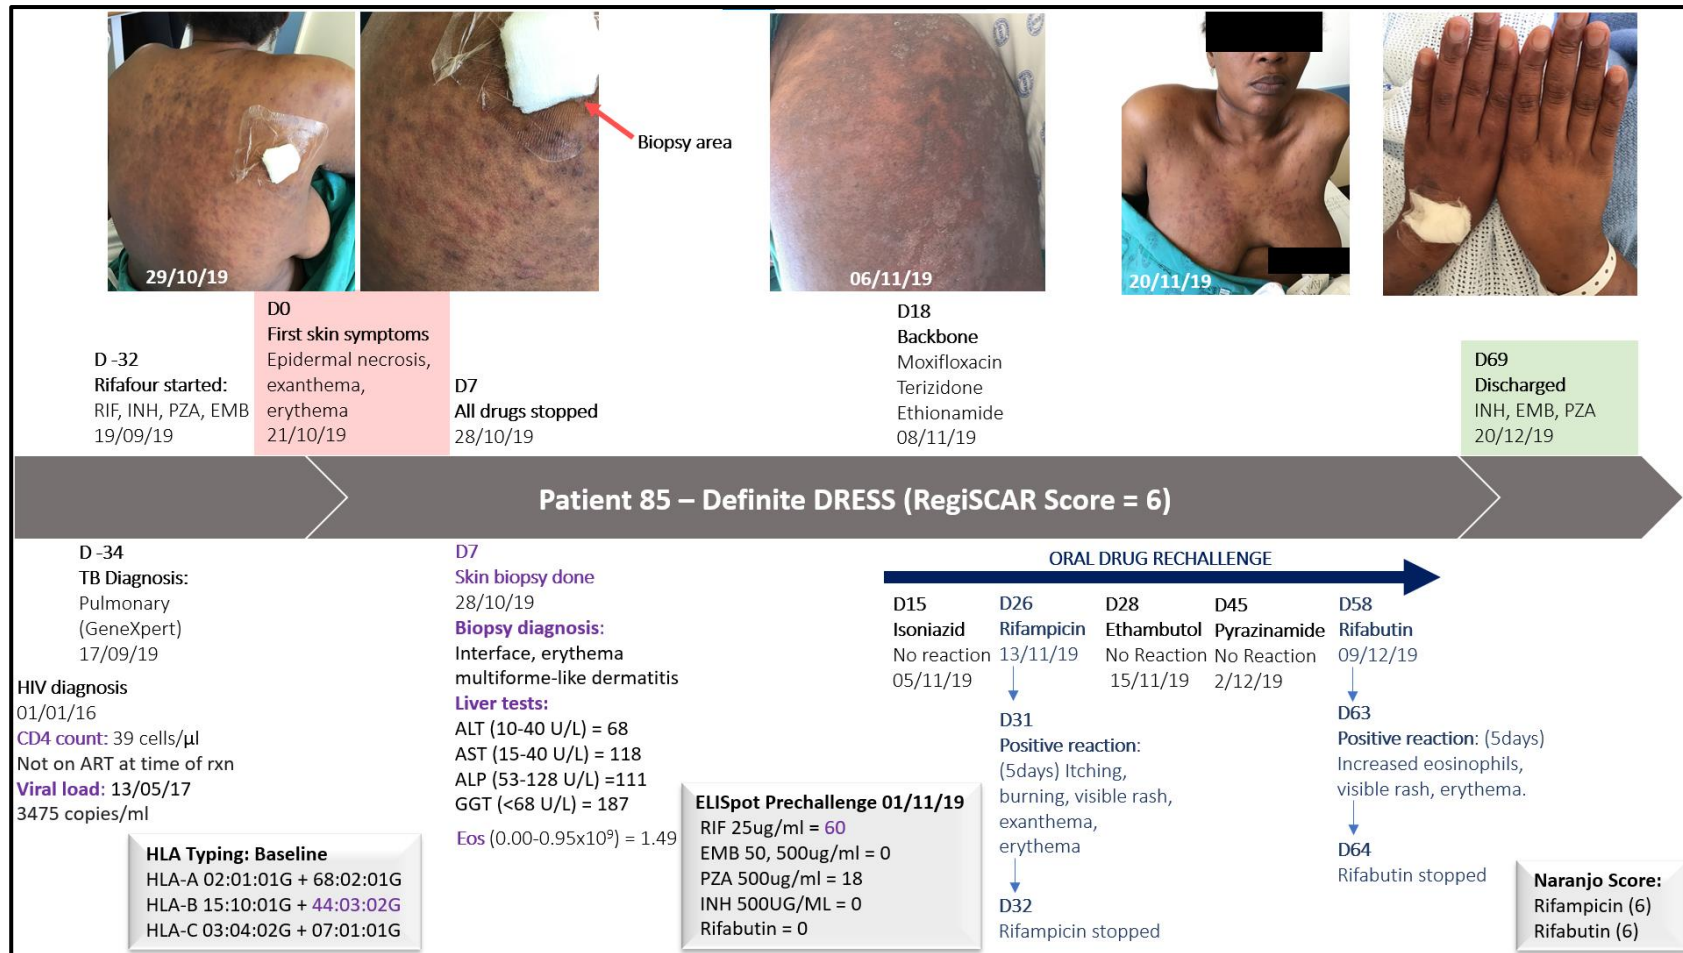 29/10/19
Biopsy area
06/11/19
20/11/19
D -32
Rifafour started:
RIF, INH, PZA, EMB
19/09/19
D0
First skin symptoms
Epidermal necrosis,
exanthema,
erythema
21/10/19
D7
All drugs stopped
28/10/19
D18
Backbone
Moxifloxacin
Terizidone
Ethionamide
08/11/19
D69
Discharged
INH, EMB, PZA
20/12/19
Patient 85 – Definite DRESS (RegiSCAR Score = 6)
D -34
TB Diagnosis:
Pulmonary
(GeneXpert)
17/09/19
HIV diagnosis
01/01/16
CD4 count: 39 cells/µl
Not on ART at time of rxn
Viral load: 13/05/17
3475 copies/ml
HLA Typing: Baseline
HLA-A 02:01:01G + 68:02:01G
HLA-B 15:10:01G + 44:03:02G
HLA-C 03:04:02G + 07:01:01G
D7
Skin biopsy done
28/10/19
Biopsy diagnosis:
Interface, erythema
multiforme-like dermatitis
Liver tests:
ALT (10-40 U/L) = 68
AST (15-40 U/L) = 118
ALP (53-128 U/L) =111
GGT (<68 U/L) = 187
Eos (0.00-0.95x10⁹) = 1.49
ELISpot Prechallenge 01/11/19
RIF 25ug/ml = 60
EMB 50, 500ug/ml = 0
PZA 500ug/ml = 18
INH 500UG/ML = 0
Rifabutin = 0
ORAL DRUG RECHALLENGE
D15
Isoniazid
No reaction
05/11/19
D26
Rifampicin
13/11/19
D31
Positive reaction:
(5days) Itching,
burning, visible rash,
exanthema,
erythema
D32
Rifampicin stopped
D28
Ethambutol
No Reaction
15/11/19
D45
Pyrazinamide
No Reaction
2/12/19
D58
Rifabutin
09/12/19
D63
Positive reaction: (5days)
Increased eosinophils,
visible rash, erythema.
D64
Rifabutin stopped
Naranjo Score:
Rifampicin (6)
Rifabutin (6)